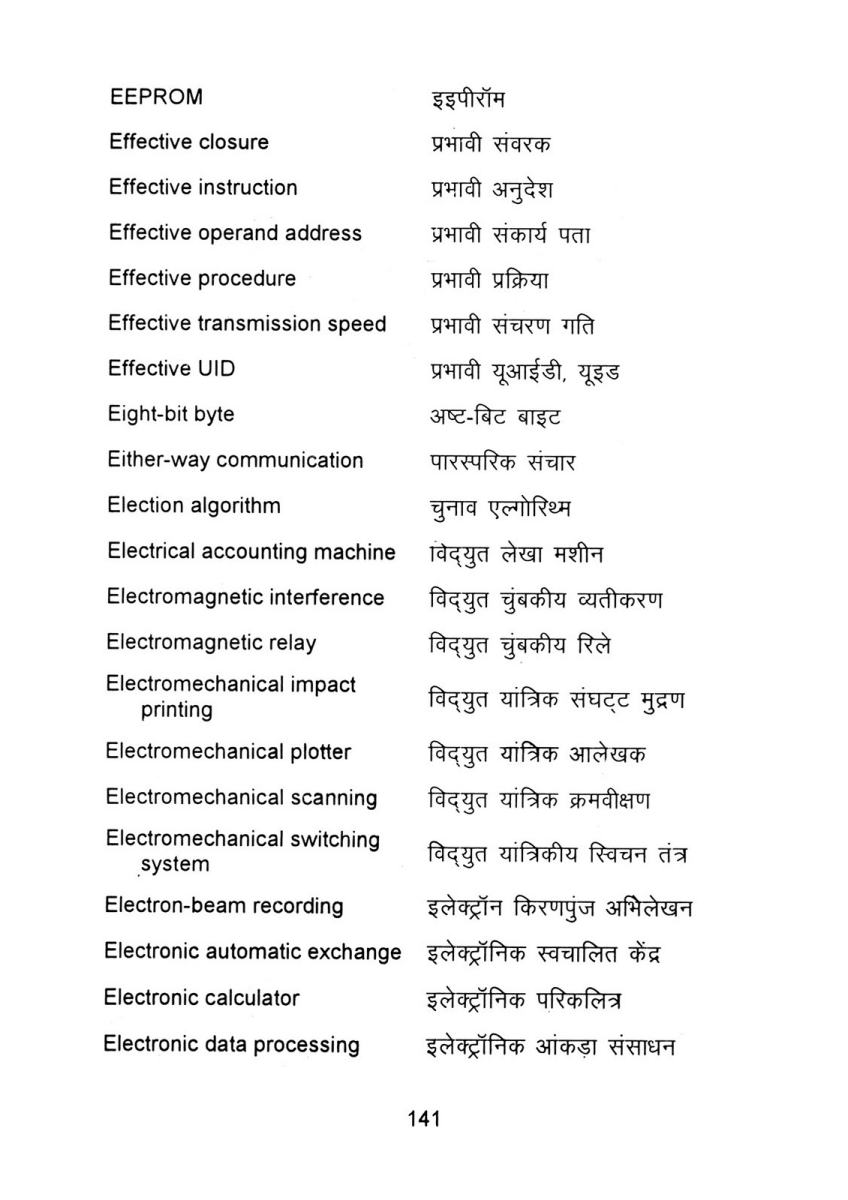 EEPROM इइपीरॉम
Effective closure प्रभावी संवरक
Effective instruction प्रभावी अनुदेश
Effective operand address प्रभावी संकार्य पता
Effective procedure प्रभावी प्रक्रिया
Effective transmission speed प्रभावी संचरण गति
Effective UID प्रभावी यूआईडी, यूइड
Eight-bit byte अष्ट-बिट बाइट
Either-way communication पारस्परिक संचार
Election algorithm चुनाव एल्गोरिथ्म
Electrical accounting machine विद्युत लेखा मशीन
Electromagnetic interference विद्युत चुंबकीय व्यतीकरण
Electromagnetic relay विद्युत चुंबकीय रिले
Electromechanical impact
printing विद्युत यांत्रिक संघट्ट मुद्रण
Electromechanical plotter विद्युत यांत्रिक आलेखक
Electromechanical scanning विद्युत यांत्रिक क्रमवीक्षण
Electromechanical switching
system विद्युत यांत्रिकीय स्विचन तंत्र
Electron-beam recording इलेक्ट्रॉन किरणपुंज अभिलेखन
Electronic automatic exchange इलेक्ट्रॉनिक स्वचालित केंद्र
Electronic calculator इलेक्ट्रॉनिक परिकलित्र
Electronic data processing इलेक्ट्रॉनिक आंकड़ा संसाधन
141